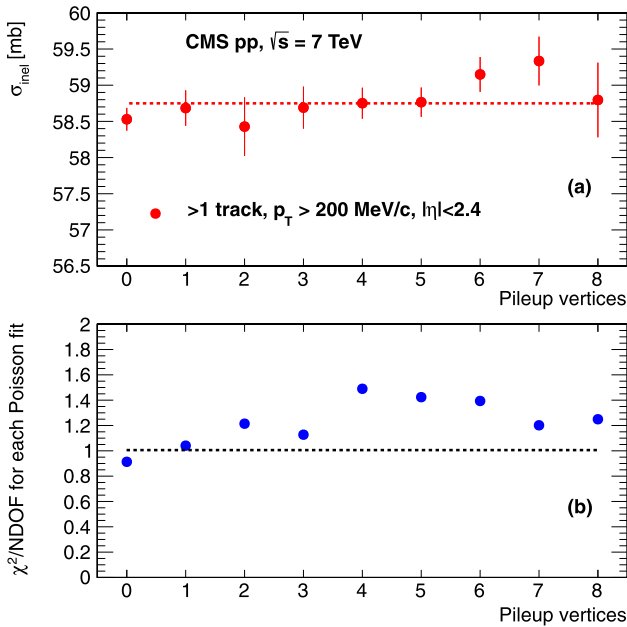 σ_inel [mb]
60
59.5
59
58.5
58
57.5
57
56.5
CMS pp, √s = 7 TeV
(a)
>1 track, p_T > 200 MeV/c, |η|<2.4
0 1 2 3 4 5 6 7 8
Pileup vertices
χ²/NDOF for each Poisson fit
2
1.8
1.6
1.4
1.2
1
0.8
0.6
0.4
0.2
0
(b)
0 1 2 3 4 5 6 7 8
Pileup vertices